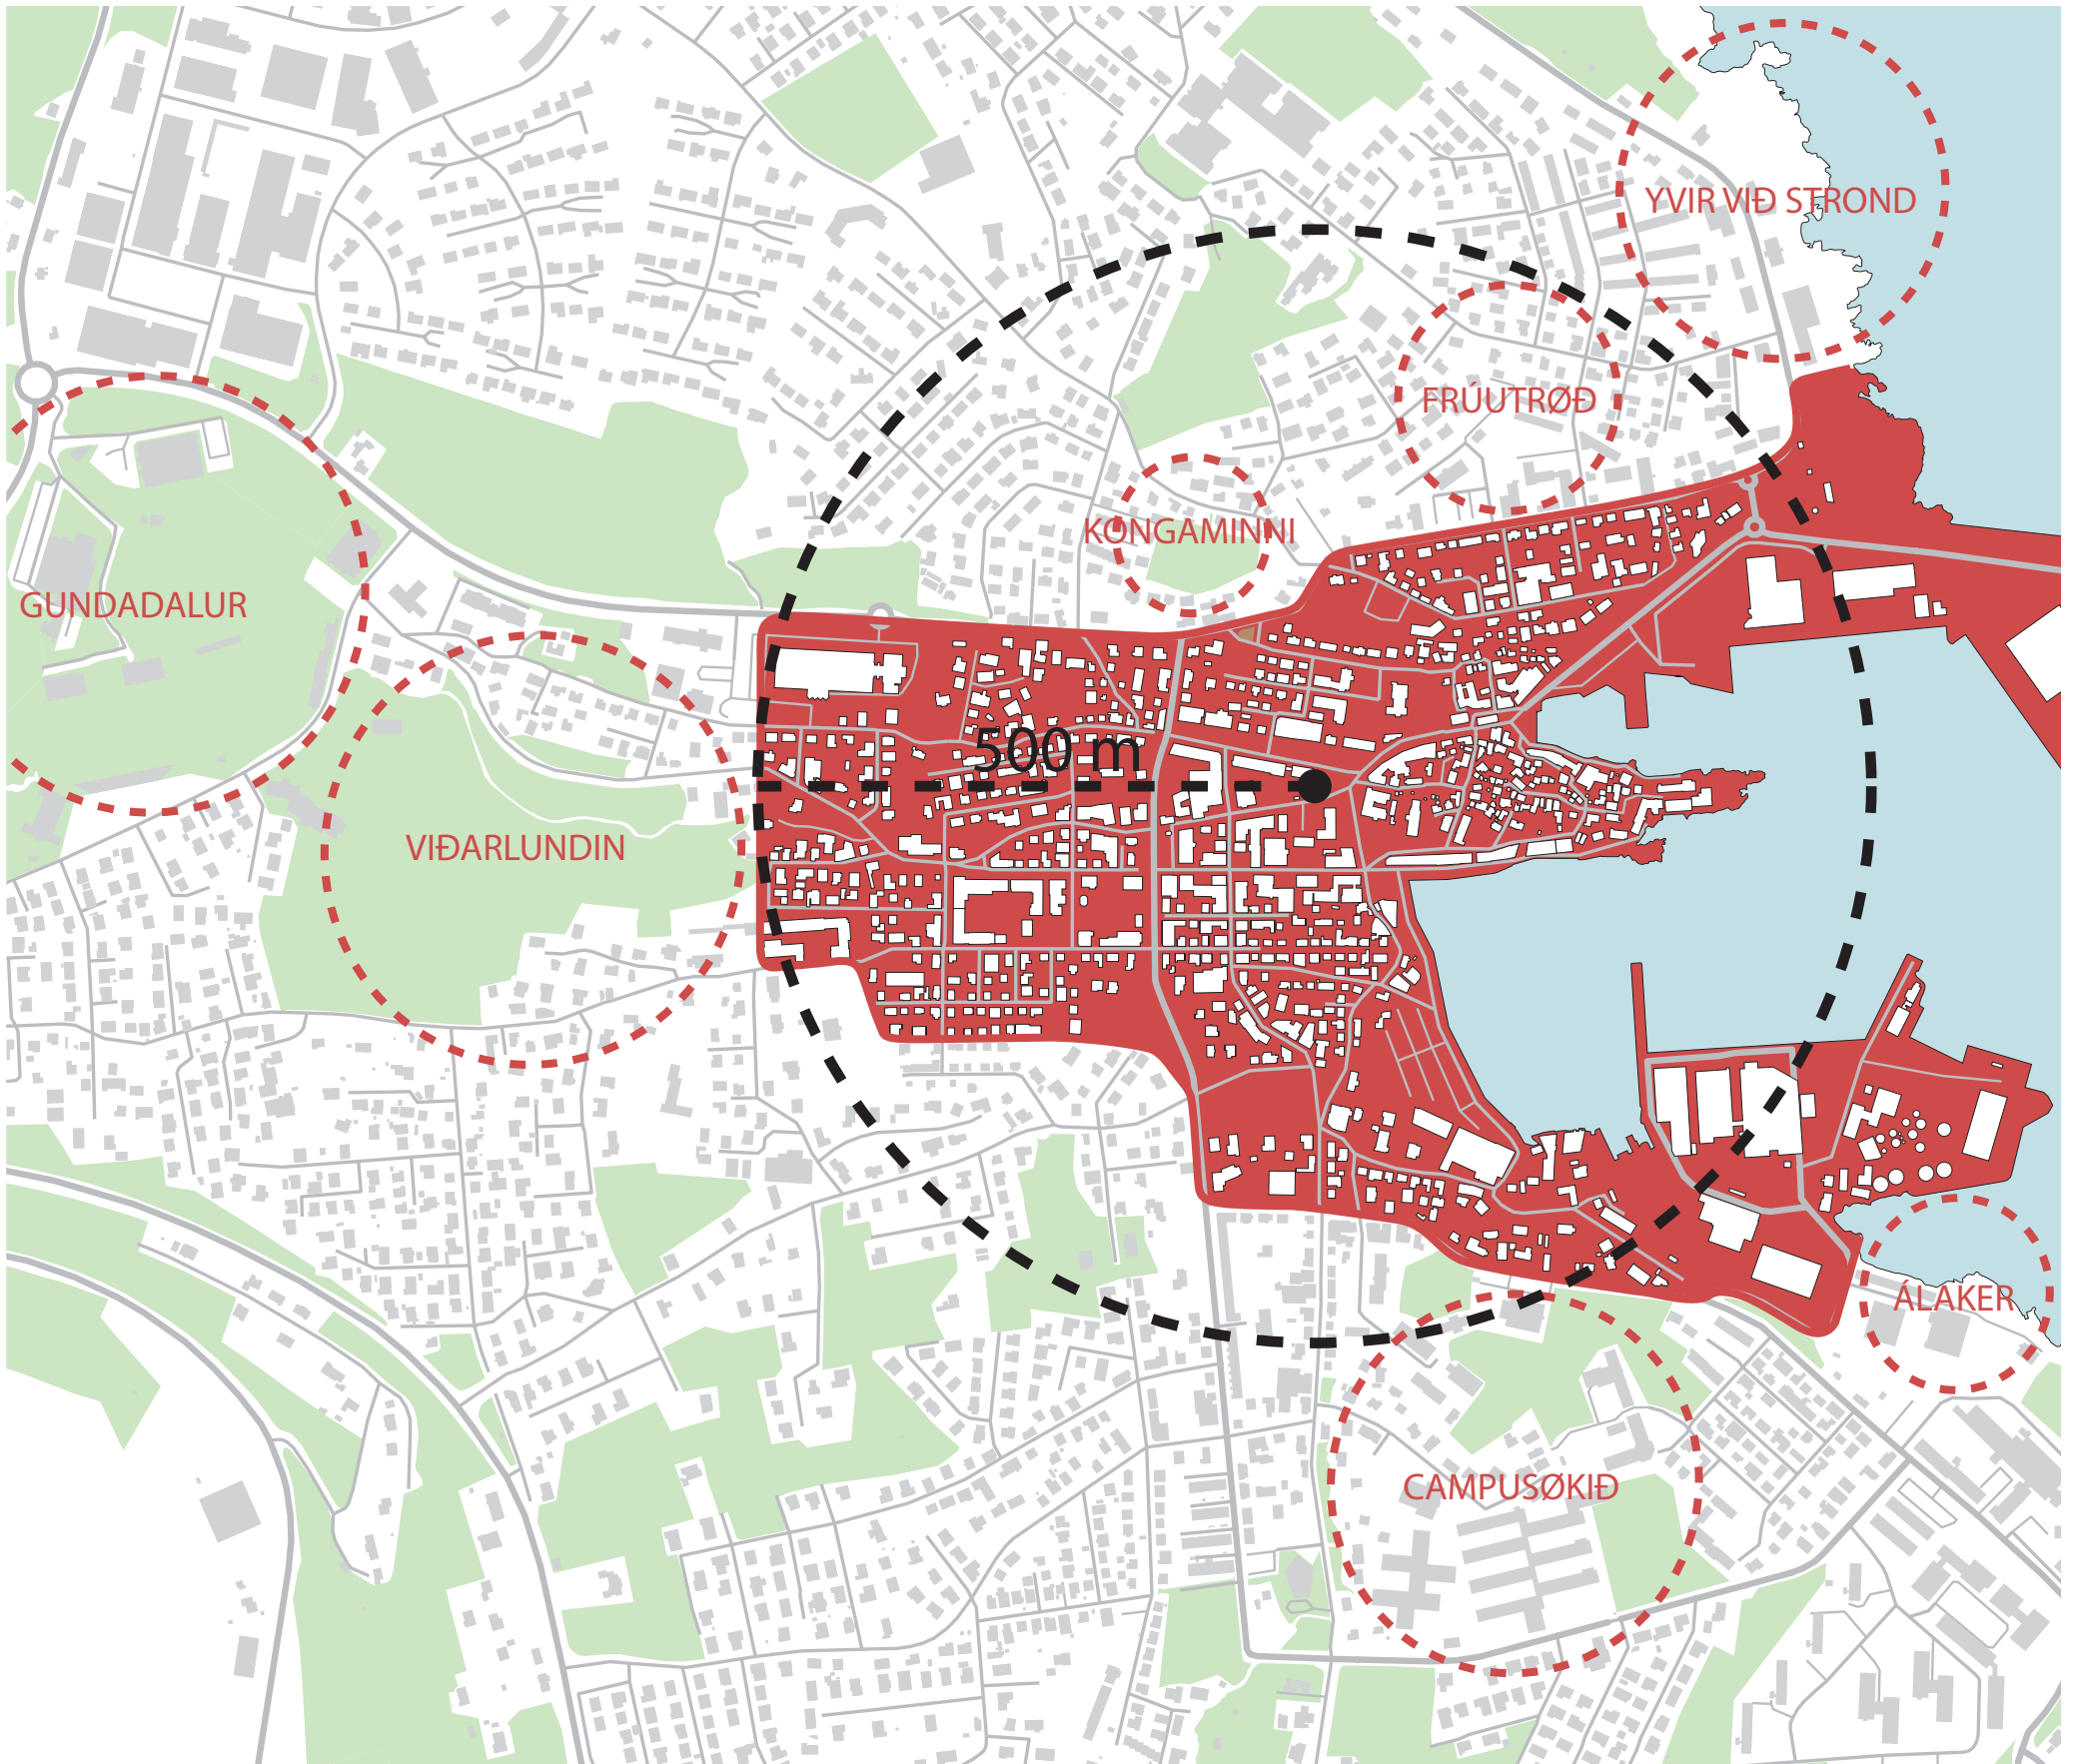 YVIR VIÐ STROND
FRÚUTRØÐ
KONGAMINNI
GUNDADALUR
500 m
VIÐARLUNDIN
ÁLAKER
CAMPUSØKIÐ